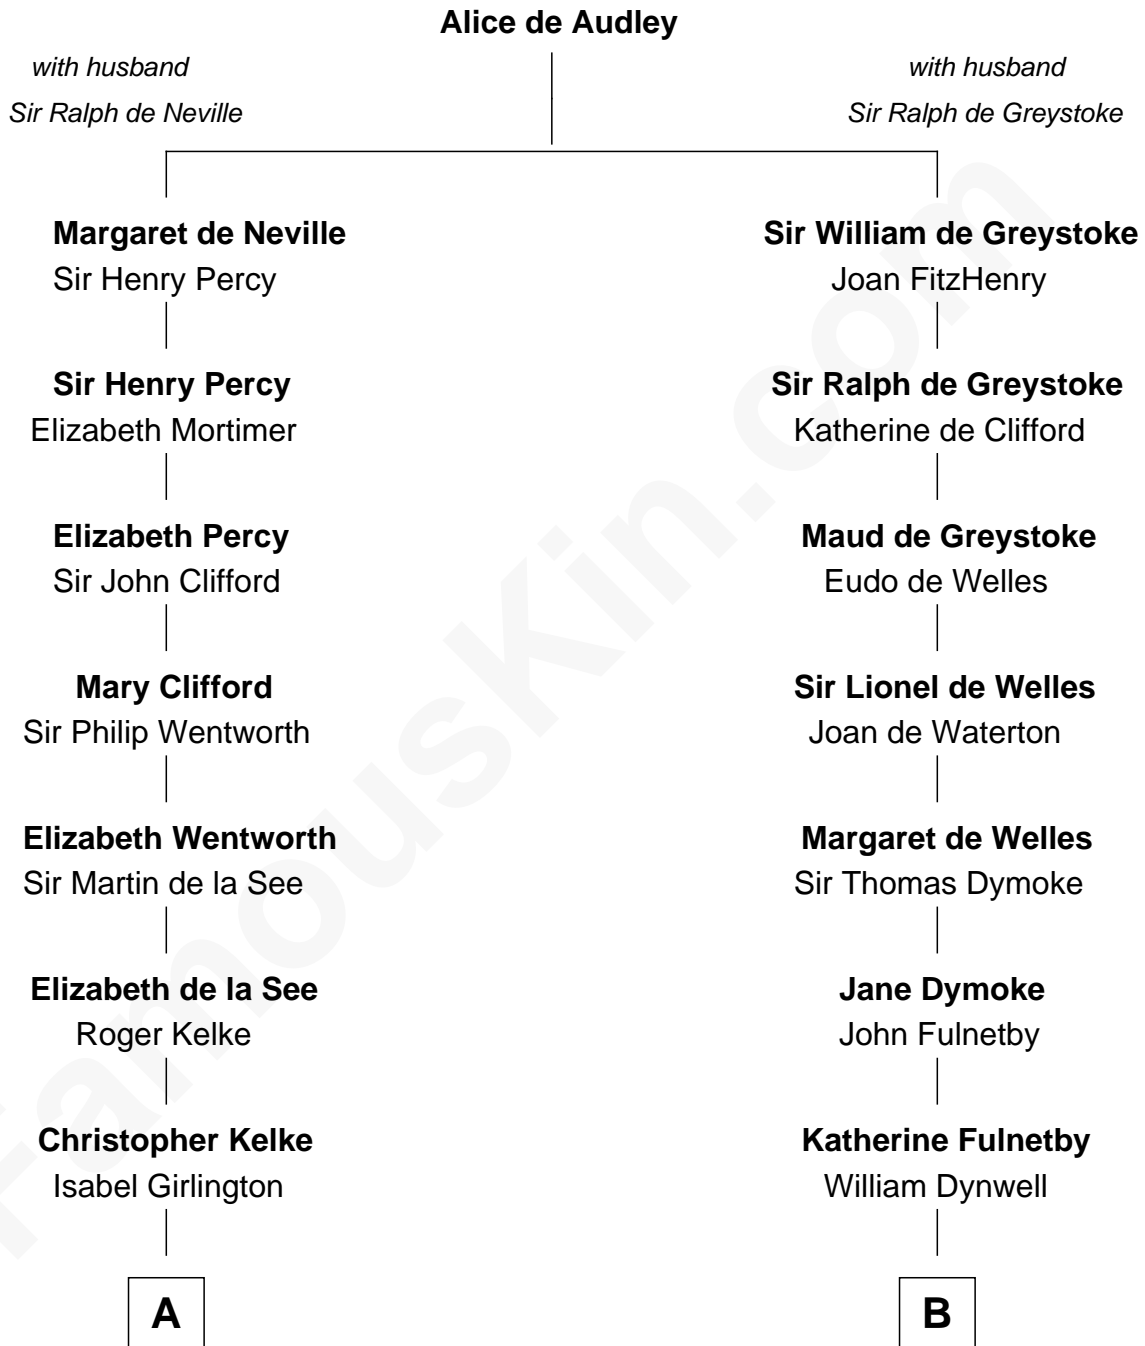 Alice de Audley
with husband
Sir Ralph de Neville
with husband
Sir Ralph de Greystoke
Margaret de Neville
Sir Henry Percy
Sir William de Greystoke
Joan FitzHenry
Sir Henry Percy
Elizabeth Mortimer
Sir Ralph de Greystoke
Katherine de Clifford
Elizabeth Percy
Sir John Clifford
Maud de Greystoke
Eudo de Welles
Mary Clifford
Sir Philip Wentworth
Sir Lionel de Welles
Joan de Waterton
Elizabeth Wentworth
Sir Martin de la See
Margaret de Welles
Sir Thomas Dymoke
Elizabeth de la See
Roger Kelke
Jane Dymoke
John Fulnetby
Christopher Kelke
Isabel Girlington
Katherine Fulnetby
William Dynwell
A
B
FamousKin.com